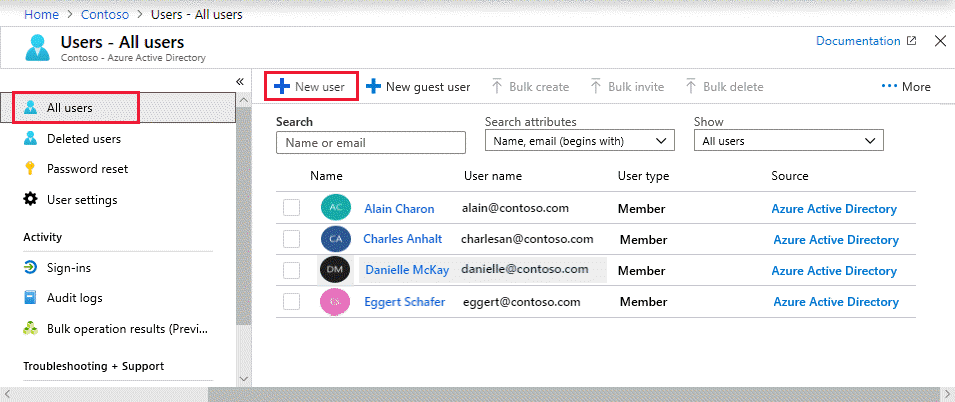 Home > Contoso > Users - All users
Users - All users
Contoso - Azure Active Directory
Documentation
«
All users
Deleted users
Password reset
User settings
Activity
Sign-ins
Audit logs
Bulk operation results (Previ...
Troubleshooting + Support
New user New guest user Bulk create Bulk invite Bulk delete ••• More
Search Search attributes Show
Name or email Name, email (begins with) All users
Name User name User type Source
AC Alain Charon alain@contoso.com Member Azure Active Directory
CA Charles Anhalt charlesan@contoso.com Member Azure Active Directory
DM Danielle McKay danielle@contoso.com Member Azure Active Directory
ES Eggert Schafer eggert@contoso.com Member Azure Active Directory